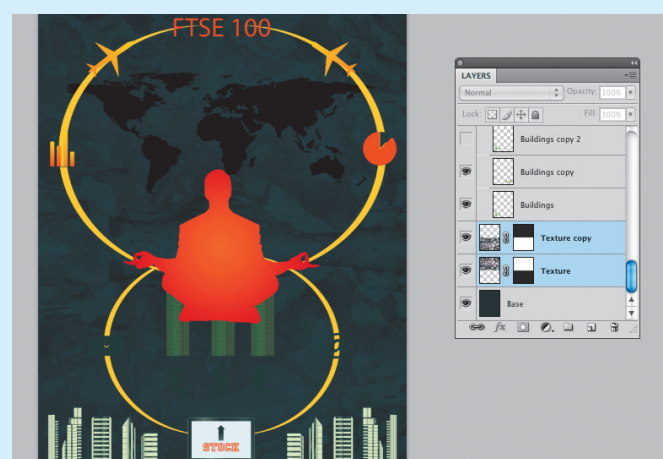 FTSE 100
STOCK
LAYERS
Normal
Opacity: 100%
Lock:
Fill: 100%
Buildings copy 2
Buildings copy
Buildings
Texture copy
Texture
Base
fx